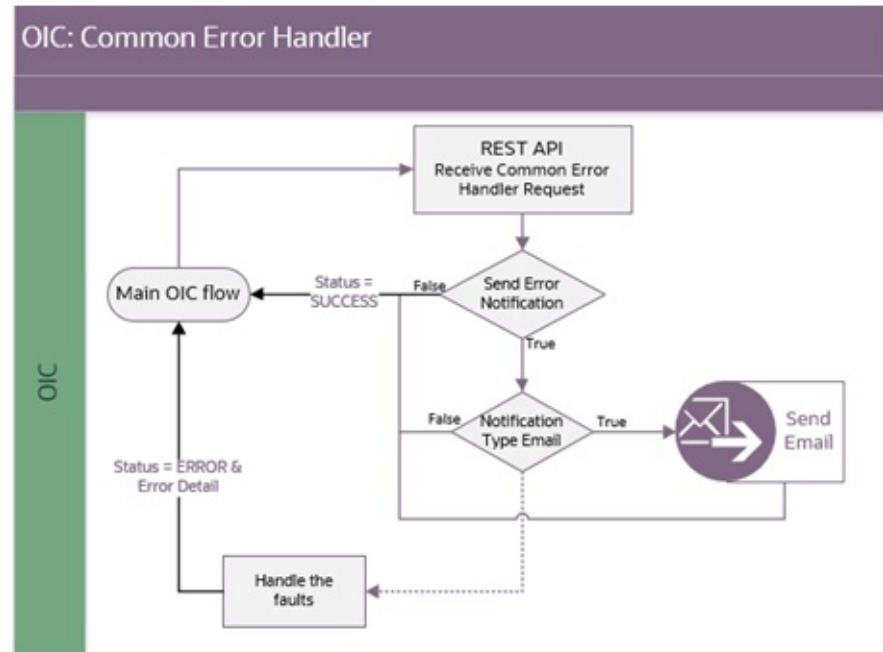 OIC: Common Error Handler
OIC
REST API
Receive Common Error
Handler Request
Main OIC flow
Status =
SUCCESS
False
Send Error
Notification
True
False
Notification
Type Email
True
Send
Email
Status = ERROR &
Error Detail
Handle the
faults